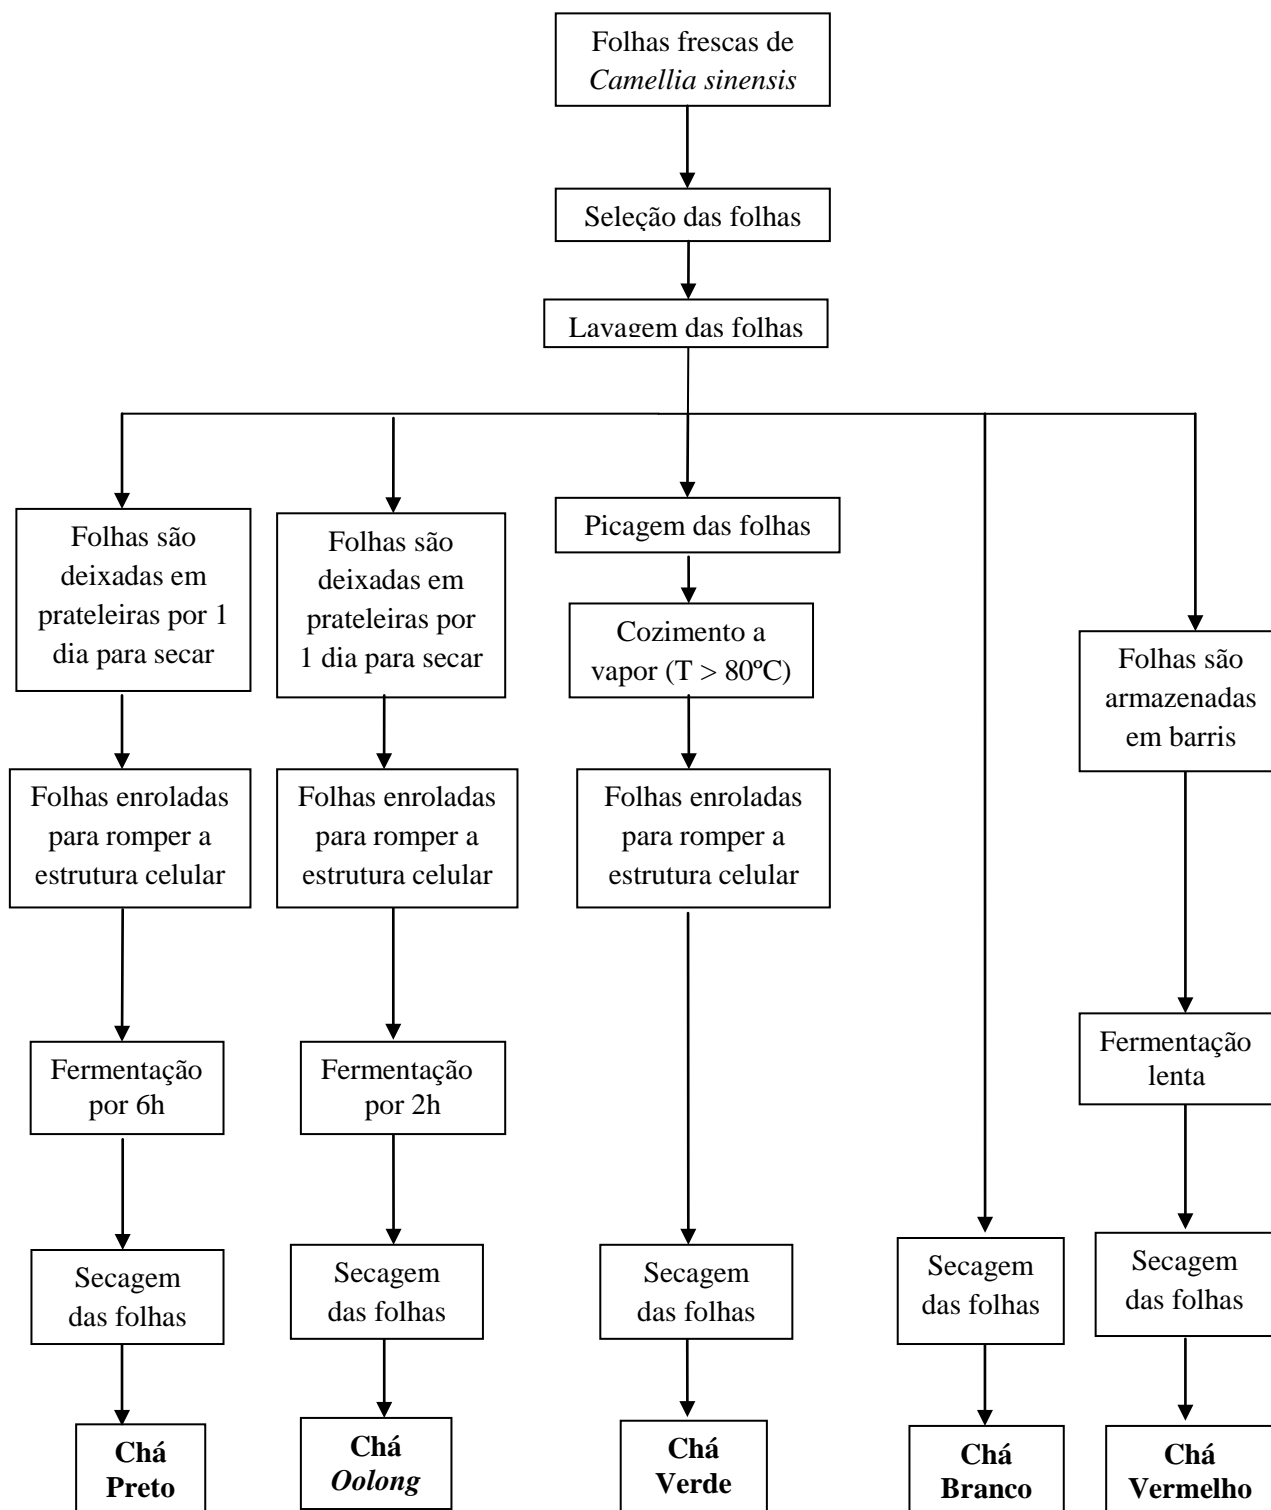 Folhas frescas de
Camellia sinensis
Seleção das folhas
Lavagem das folhas
Folhas são
deixadas em
prateleiras por 1
dia para secar
Folhas enroladas
para romper a
estrutura celular
Fermentação
por 6h
Secagem
das folhas
Chá
Preto
Folhas são
deixadas em
prateleiras por
1 dia para secar
Folhas enroladas
para romper a
estrutura celular
Fermentação
por 2h
Secagem
das folhas
Chá
Oolong
Picagem das folhas
Cozimento a
vapor (T > 80ºC)
Folhas enroladas
para romper a
estrutura celular
Secagem
das folhas
Chá
Verde
Secagem
das folhas
Chá
Branco
Folhas são
armazenadas
em barris
Fermentação
lenta
Secagem
das folhas
Chá
Vermelho